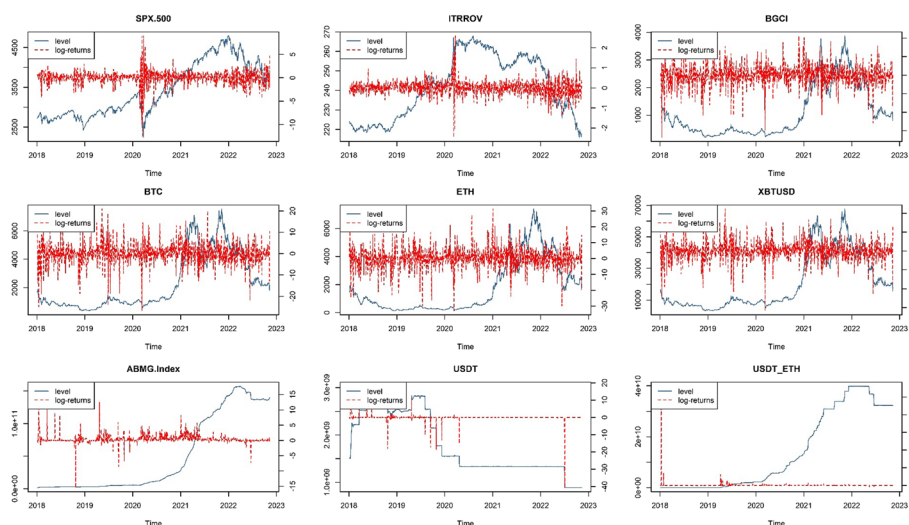 SPX.500
level
log-returns
4500
3500
2500
5
0
-5
-10
2018 2019 2020 2021 2022 2023
Time
ITRROV
level
log-returns
270
260
250
240
230
220
2
1
0
-1
-2
2018 2019 2020 2021 2022 2023
Time
BGCI
level
log-returns
4000
3000
2000
1000
2018 2019 2020 2021 2022 2023
Time
BTC
level
log-returns
6000
4000
2000
20
10
0
-10
-20
2018 2019 2020 2021 2022 2023
Time
ETH
level
log-returns
6000
4000
2000
0
30
20
10
0
-10
-30
2018 2019 2020 2021 2022 2023
Time
XBTUSD
level
log-returns
70000
50000
30000
10000
2018 2019 2020 2021 2022 2023
Time
ABMG.Index
level
log-returns
1.0e+11
0.0e+00
15
10
5
0
-5
-15
2018 2019 2020 2021 2022 2023
Time
USDT
level
log-returns
3.0e+09
2.0e+09
1.0e+09
20
10
0
-10
-20
-30
-40
2018 2019 2020 2021 2022 2023
Time
USDT_ETH
level
log-returns
4e+10
2e+10
0e+00
2018 2019 2020 2021 2022 2023
Time